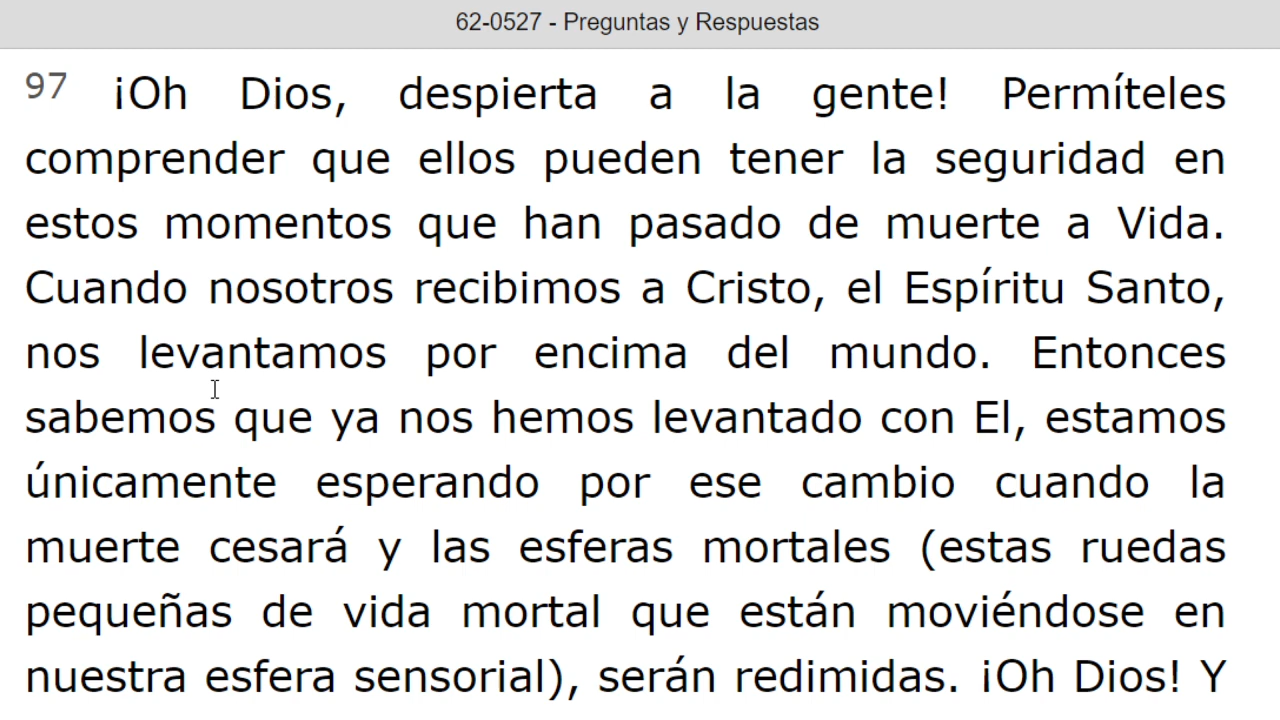 62-0527 - Preguntas y Respuestas
97 ¡Oh Dios, despierta a la gente! Permíteles
comprender que ellos pueden tener la seguridad en
estos momentos que han pasado de muerte a Vida.
Cuando nosotros recibimos a Cristo, el Espíritu Santo,
nos levantamos por encima del mundo. Entonces
sabemos que ya nos hemos levantado con El, estamos
únicamente esperando por ese cambio cuando la
muerte cesará y las esferas mortales (estas ruedas
pequeñas de vida mortal que están moviéndose en
nuestra esfera sensorial), serán redimidas. ¡Oh Dios! Y